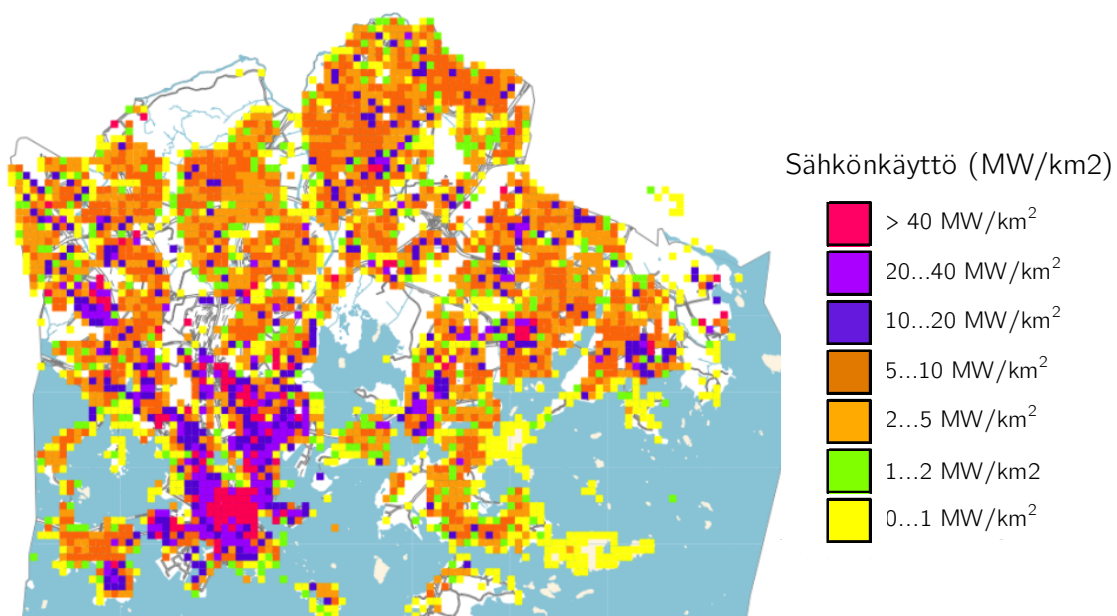 Sähkönkäyttö (MW/km2)
> 40 MW/km²
20...40 MW/km²
10...20 MW/km²
5...10 MW/km²
2...5 MW/km²
1...2 MW/km2
0...1 MW/km²